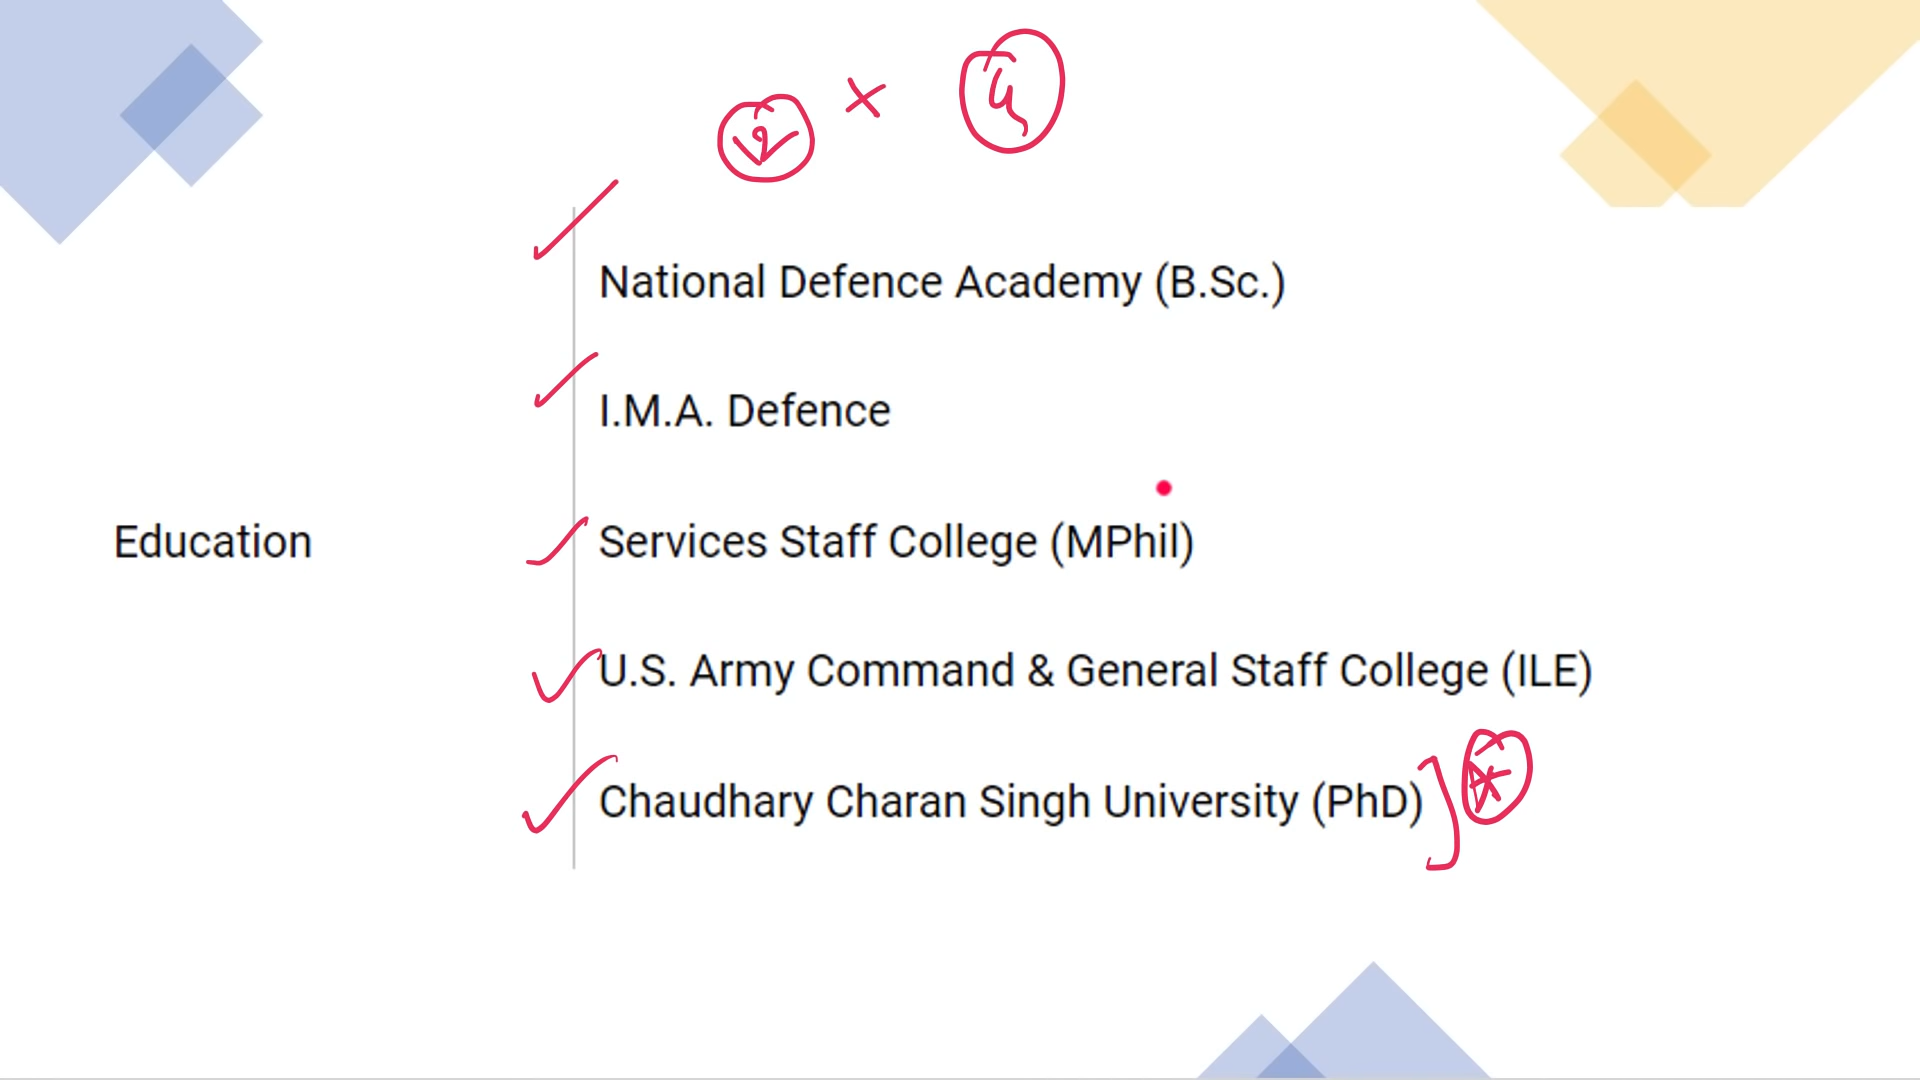 National Defence Academy (B.Sc.)
I.M.A. Defence
Education
Services Staff College (MPhil)
U.S. Army Command & General Staff College (ILE)
Chaudhary Charan Singh University (PhD)